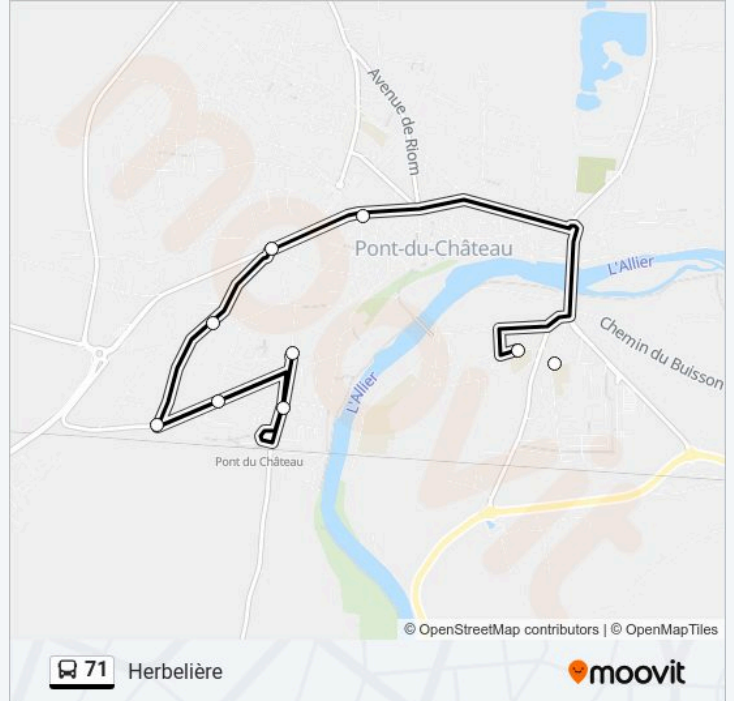 Avenue de Riom
Pont-du-Château
L'Allier
Chemin du Buisson
L'Allier
Pont du Château
moovit
© OpenStreetMap contributors | © OpenMapTiles
71 Herbelière
moovit